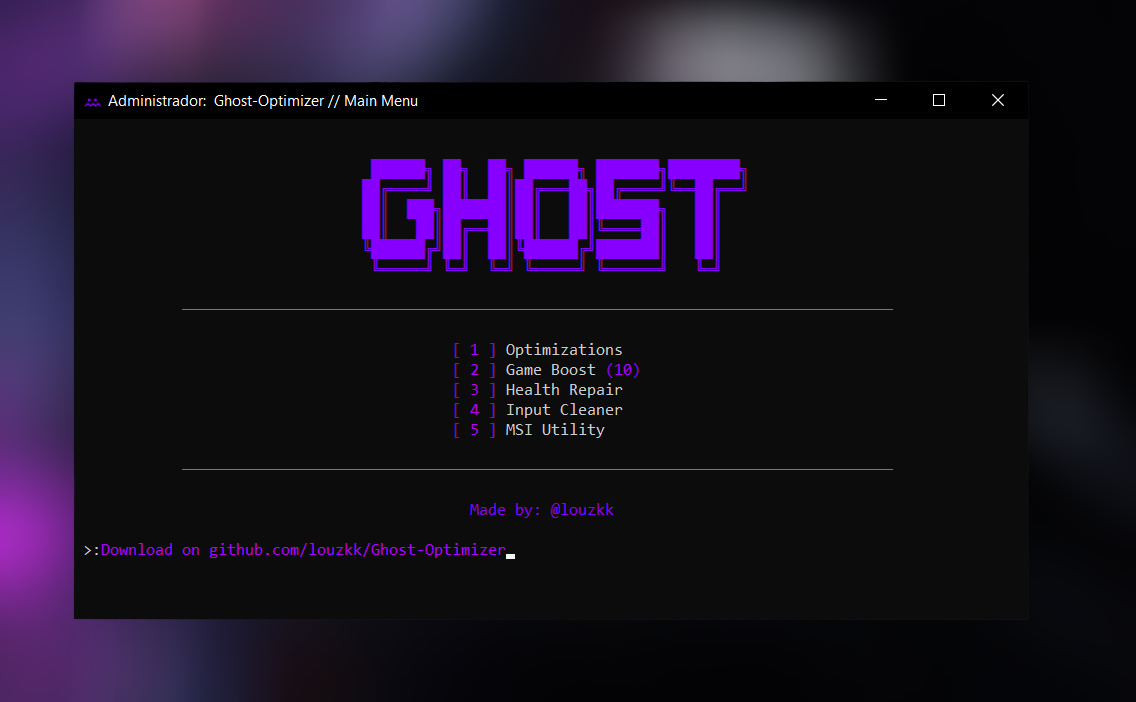 Administrador: Ghost-Optimizer // Main Menu
GHOST
[ 1 ] Optimizations
[ 2 ] Game Boost (10)
[ 3 ] Health Repair
[ 4 ] Input Cleaner
[ 5 ] MSI Utility
Made by: @louzkk
>:Download on github.com/louzkk/Ghost-Optimizer